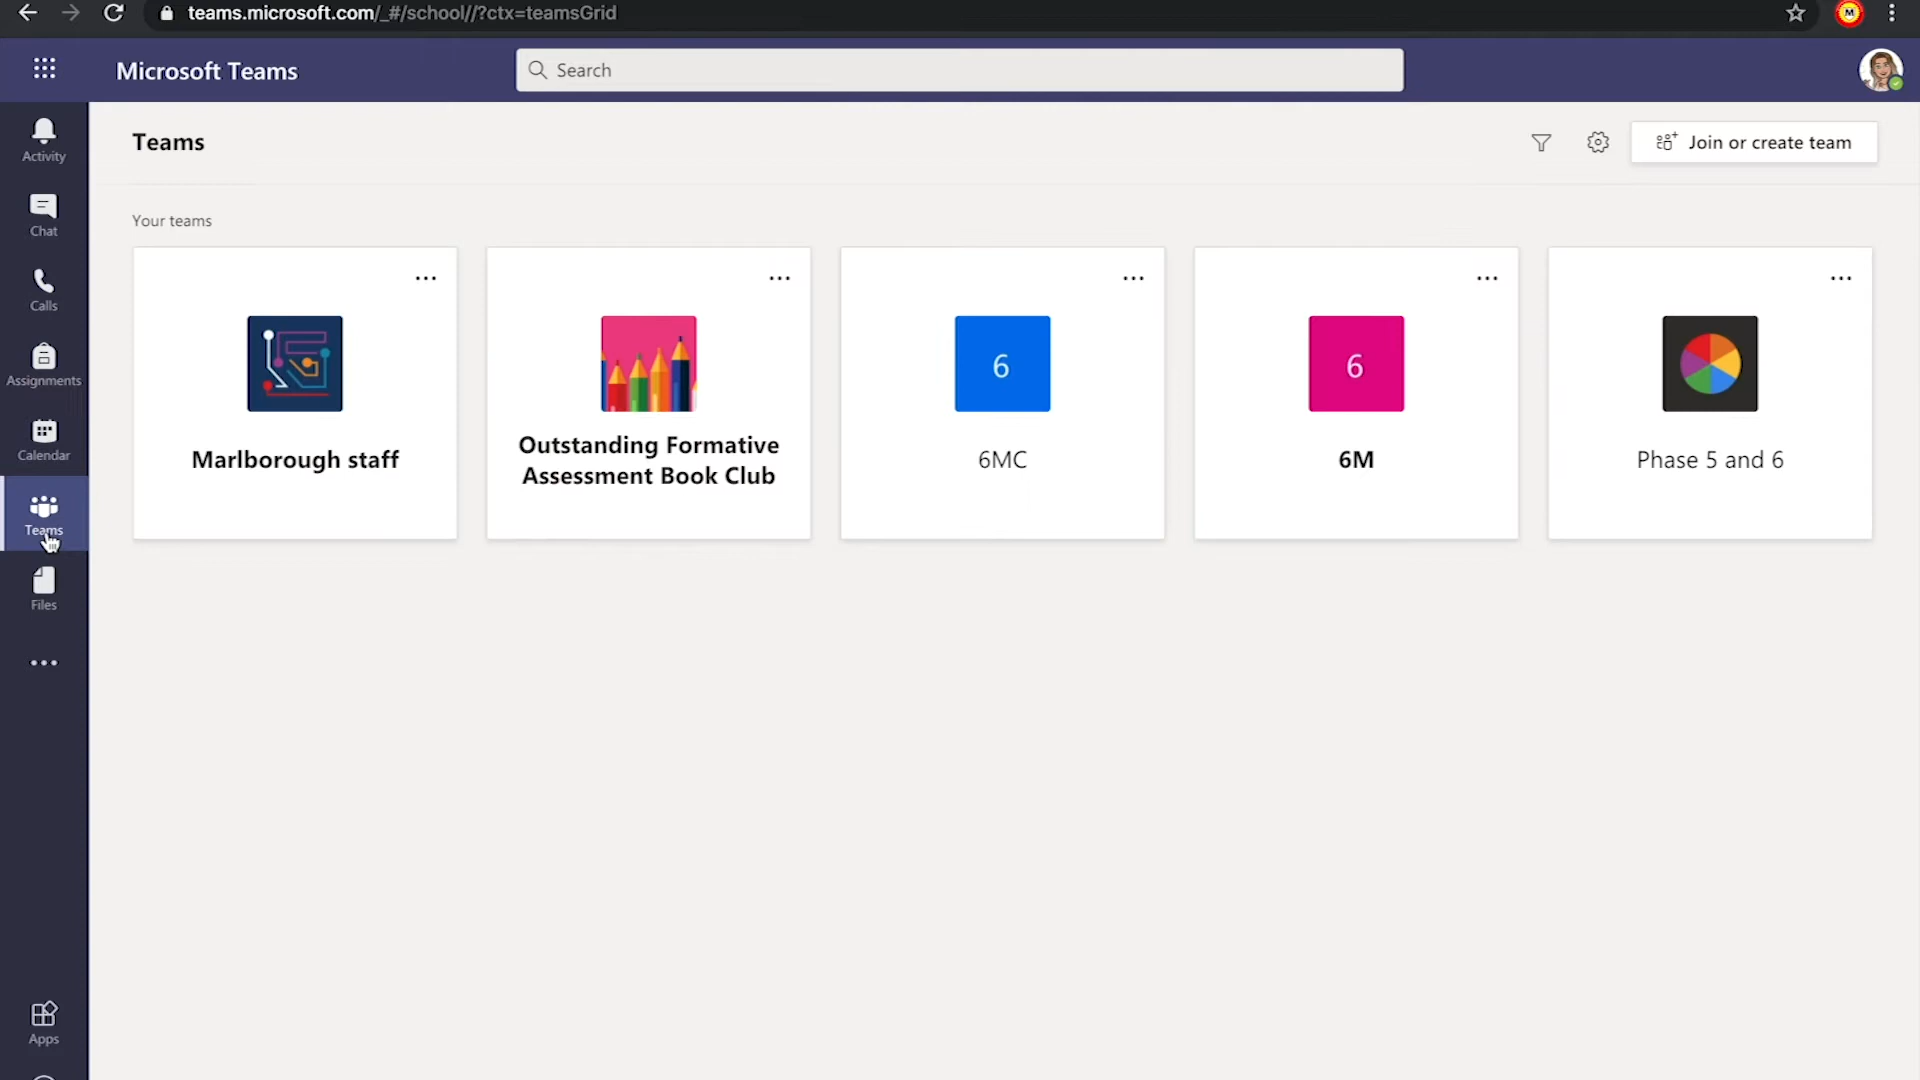 teams.microsoft.com/_#/school//?ctx=teamsGrid
M
Microsoft Teams
Search
Activity
Chat
Calls
Assignments
Calendar
Teams
Files
Apps
Teams
Join or create team
Your teams
Marlborough staff
Outstanding Formative
Assessment Book Club
6
6MC
6
6M
Phase 5 and 6